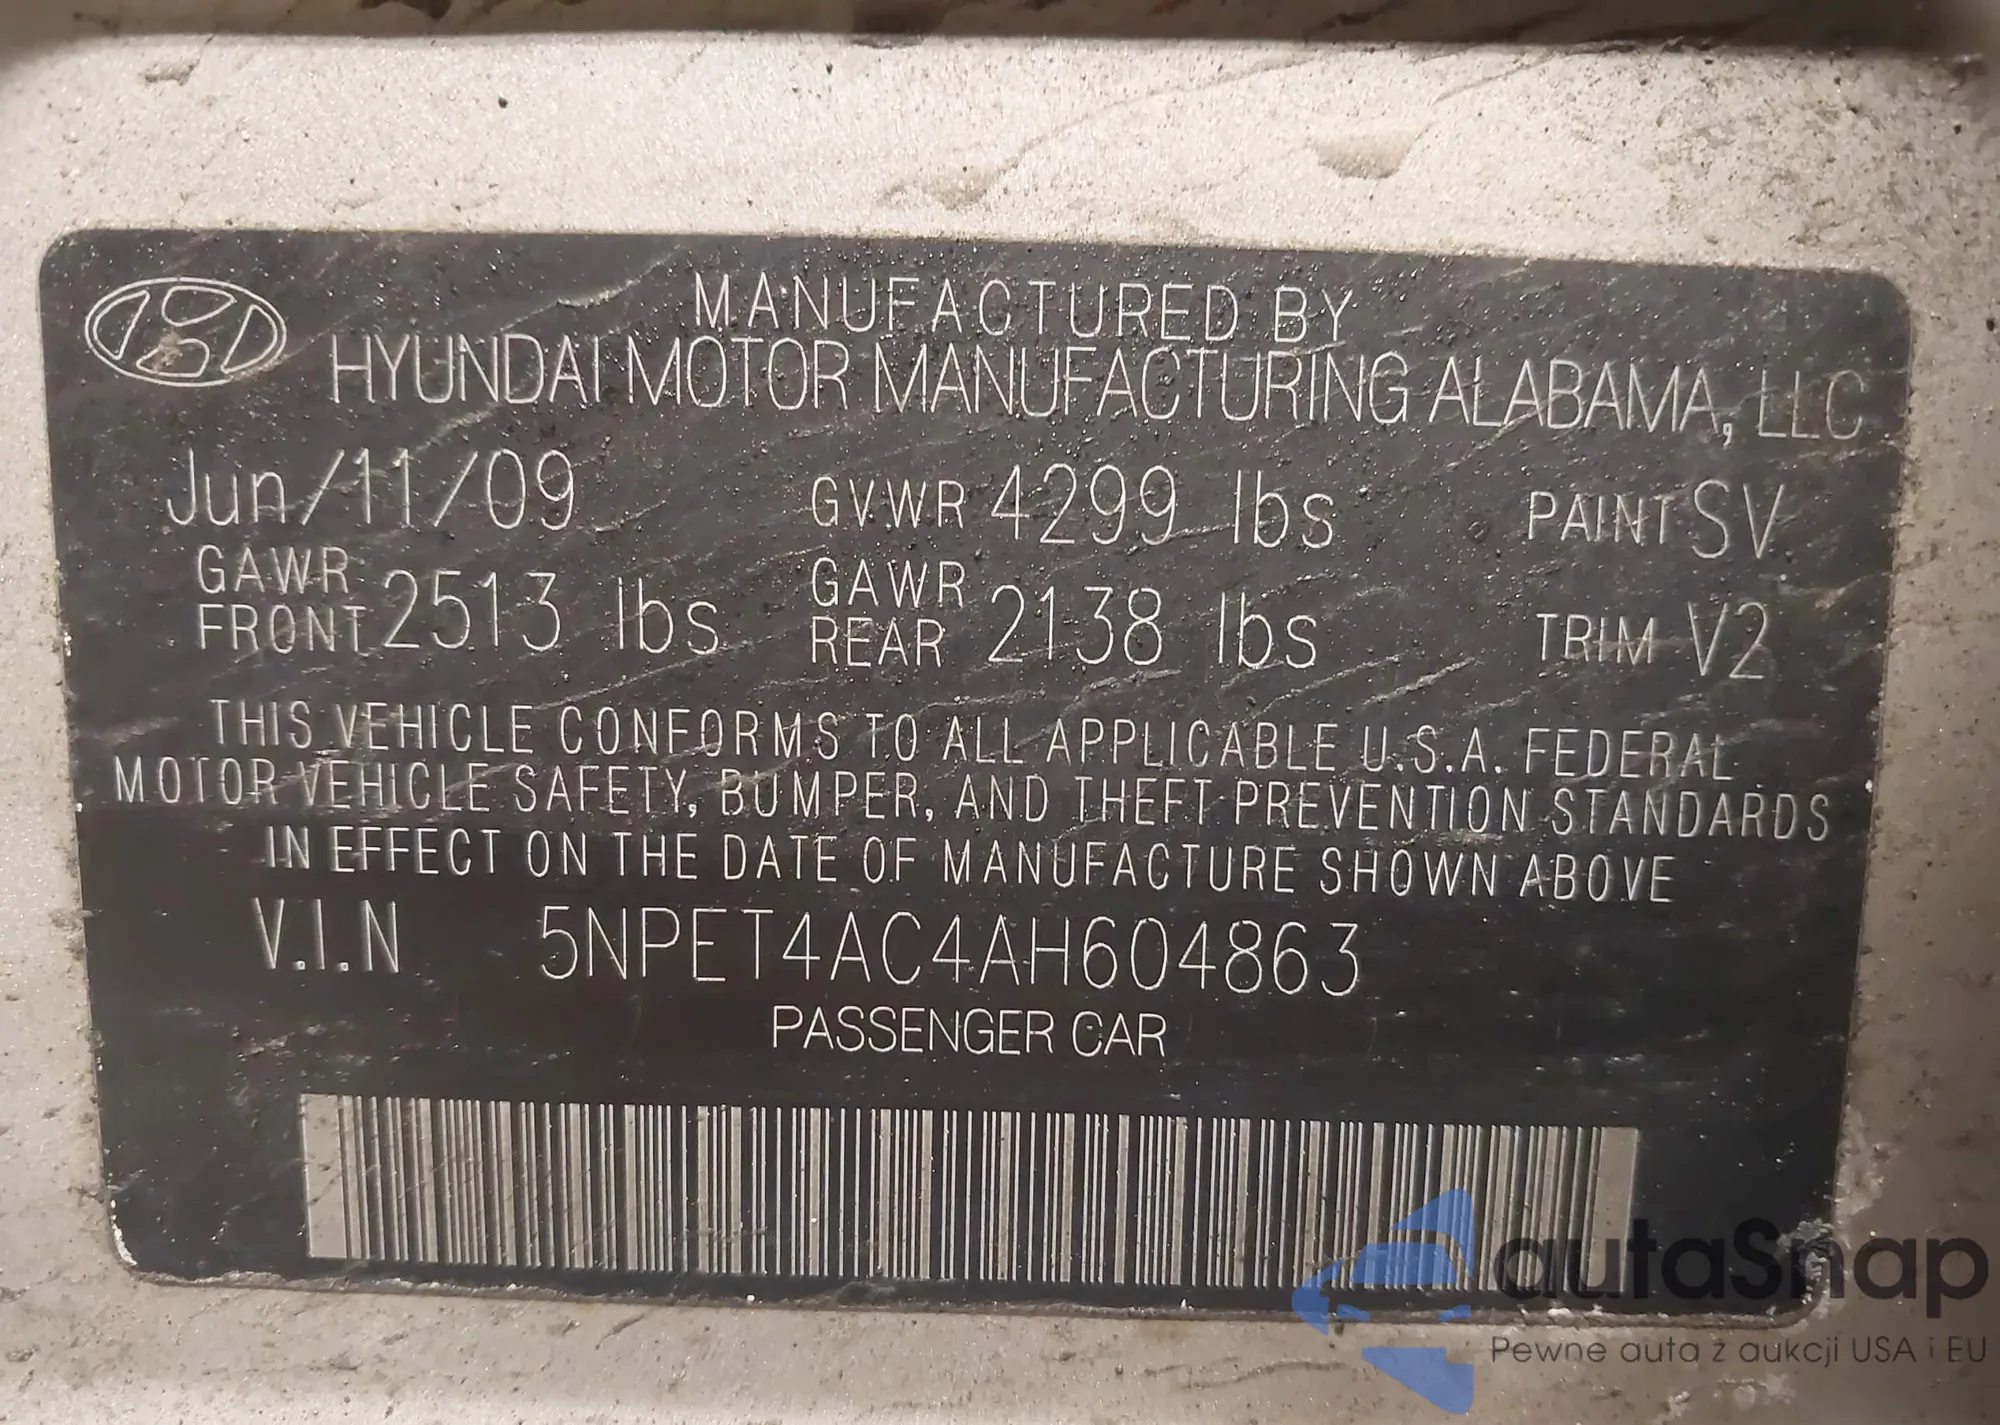 MANUFACTURED BY
HYUNDAI MOTOR MANUFACTURING ALABAMA, LLC
Jun/11/09 GVWR 4299 lbs PAINT SV
GAWR FRONT 2513 lbs GAWR REAR 2138 lbs TRIM V2
THIS VEHICLE CONFORMS TO ALL APPLICABLE U.S.A. FEDERAL
MOTOR VEHICLE SAFETY, BUMPER, AND THEFT PREVENTION STANDARDS
IN EFFECT ON THE DATE OF MANUFACTURE SHOWN ABOVE
V.I.N 5NPET4AC4AH604863
PASSENGER CAR
autaSnap
Pewne auta z aukcji USA i EU